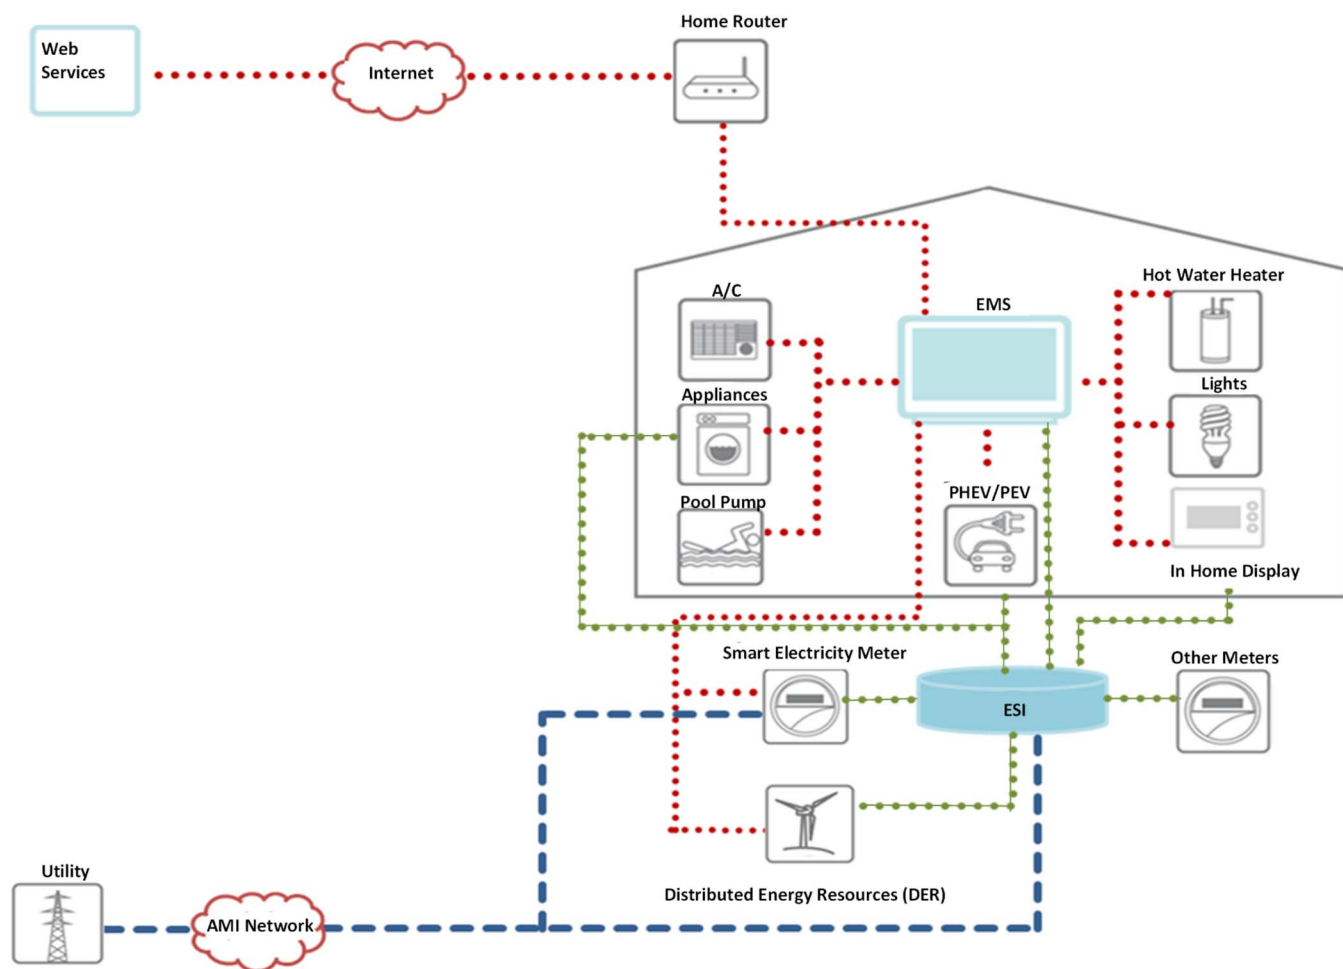 Home Router
Web
Services
Internet
Hot Water Heater
A/C
EMS
Lights
Appliances
PHEV/PEV
Pool Pump
In Home Display
Smart Electricity Meter
Other Meters
ESI
Utility
Distributed Energy Resources (DER)
AMI Network